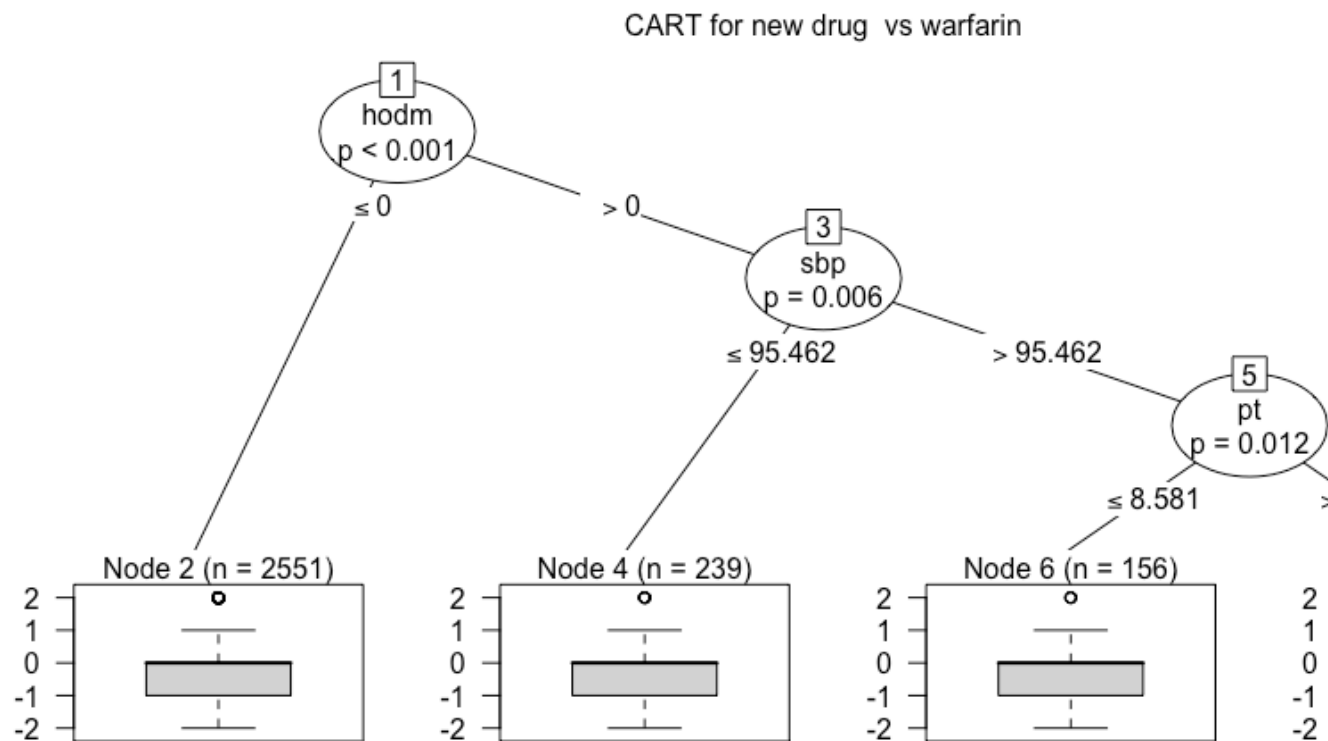 CART for new drug  vs warfarin
1
hodm
p < 0.001
≤ 0
> 0
3
sbp
p = 0.006
≤ 95.462
> 95.462
5
pt
p = 0.012
≤ 8.581
>
Node 2 (n = 2551)
2
1
0
-1
-2
Node 4 (n = 239)
2
1
0
-1
-2
Node 6 (n = 156)
2
1
0
-1
-2
2
1
0
-1
-2